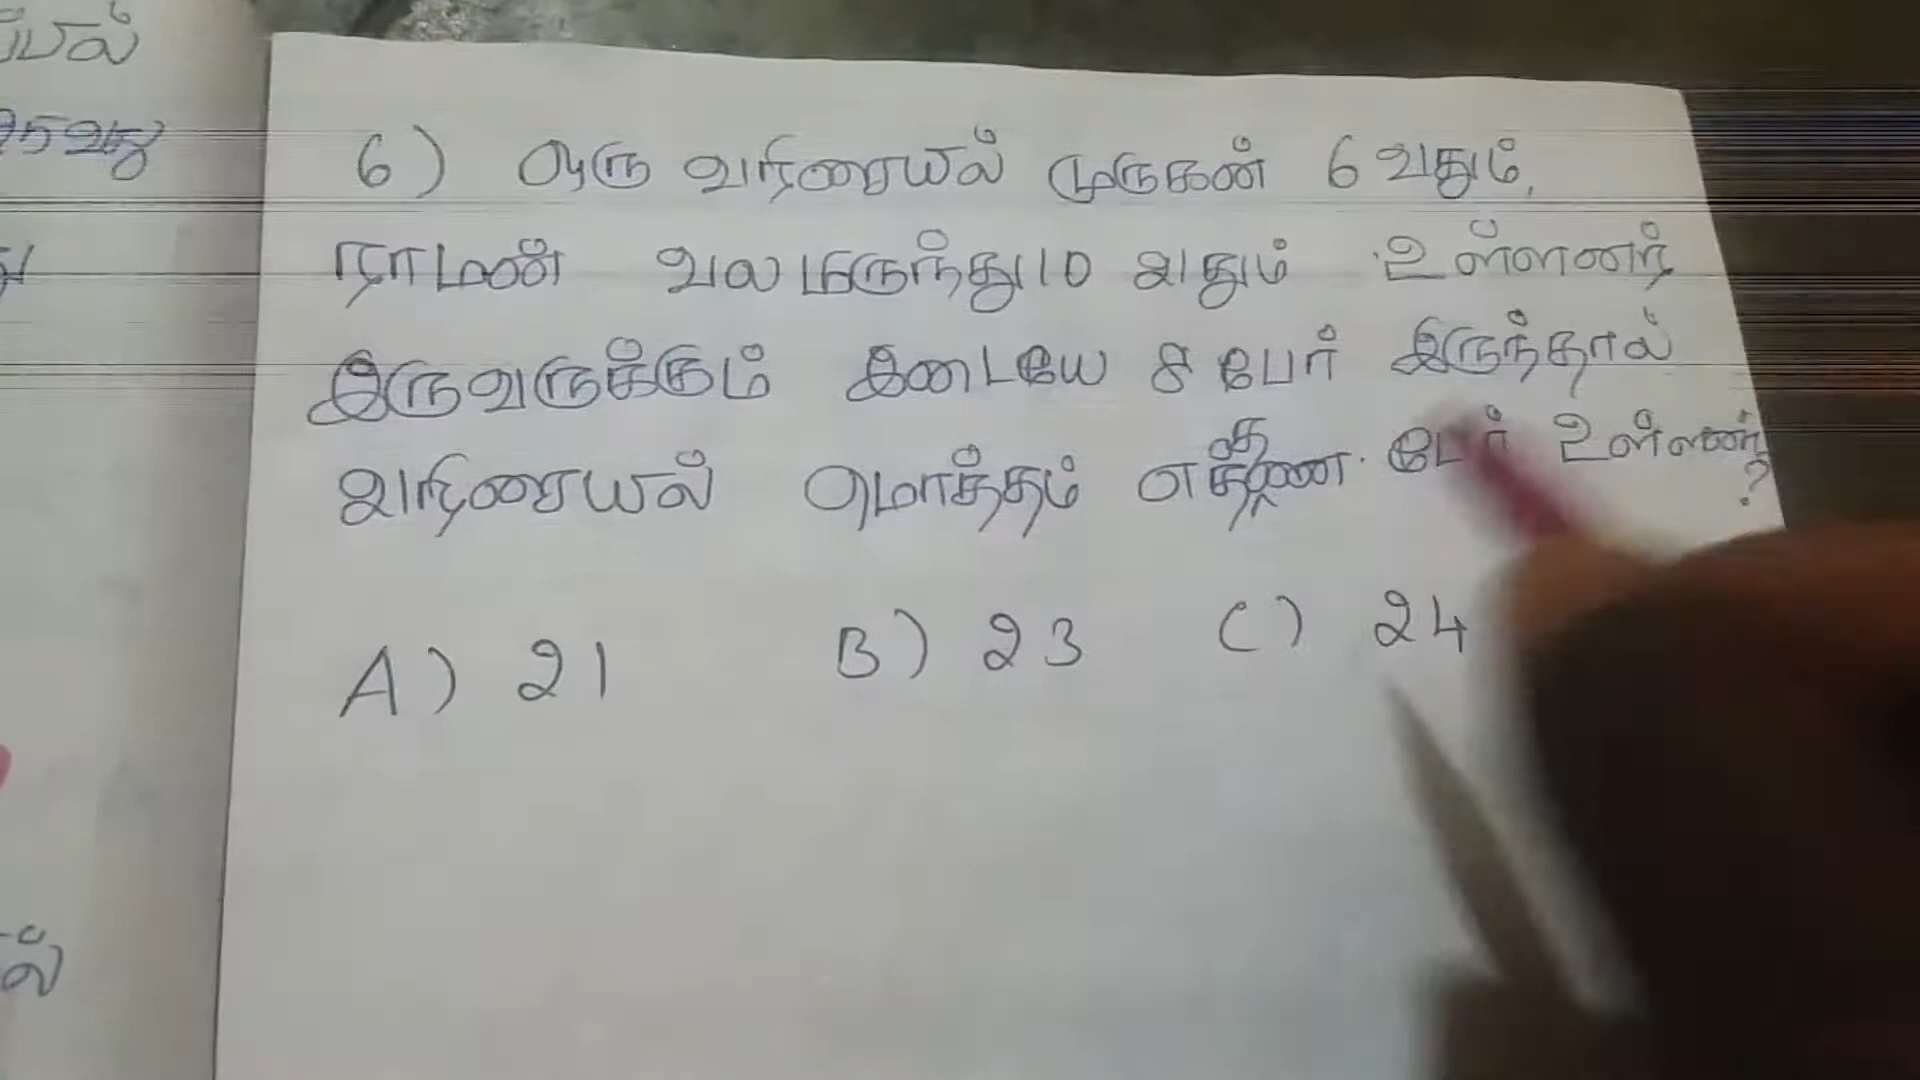 6) ஒரு வரிசையில் முருகன் 6 வதும்,
ராமன் வலமிருந்து 10 வதும் உள்ளனர்
இருவருக்கும் இடையே 8 பேர் இருந்தால்
வரிசையில் மொத்தம் எத்தனை பேர் உள்ளனர்?
A) 21 B) 23 C) 24